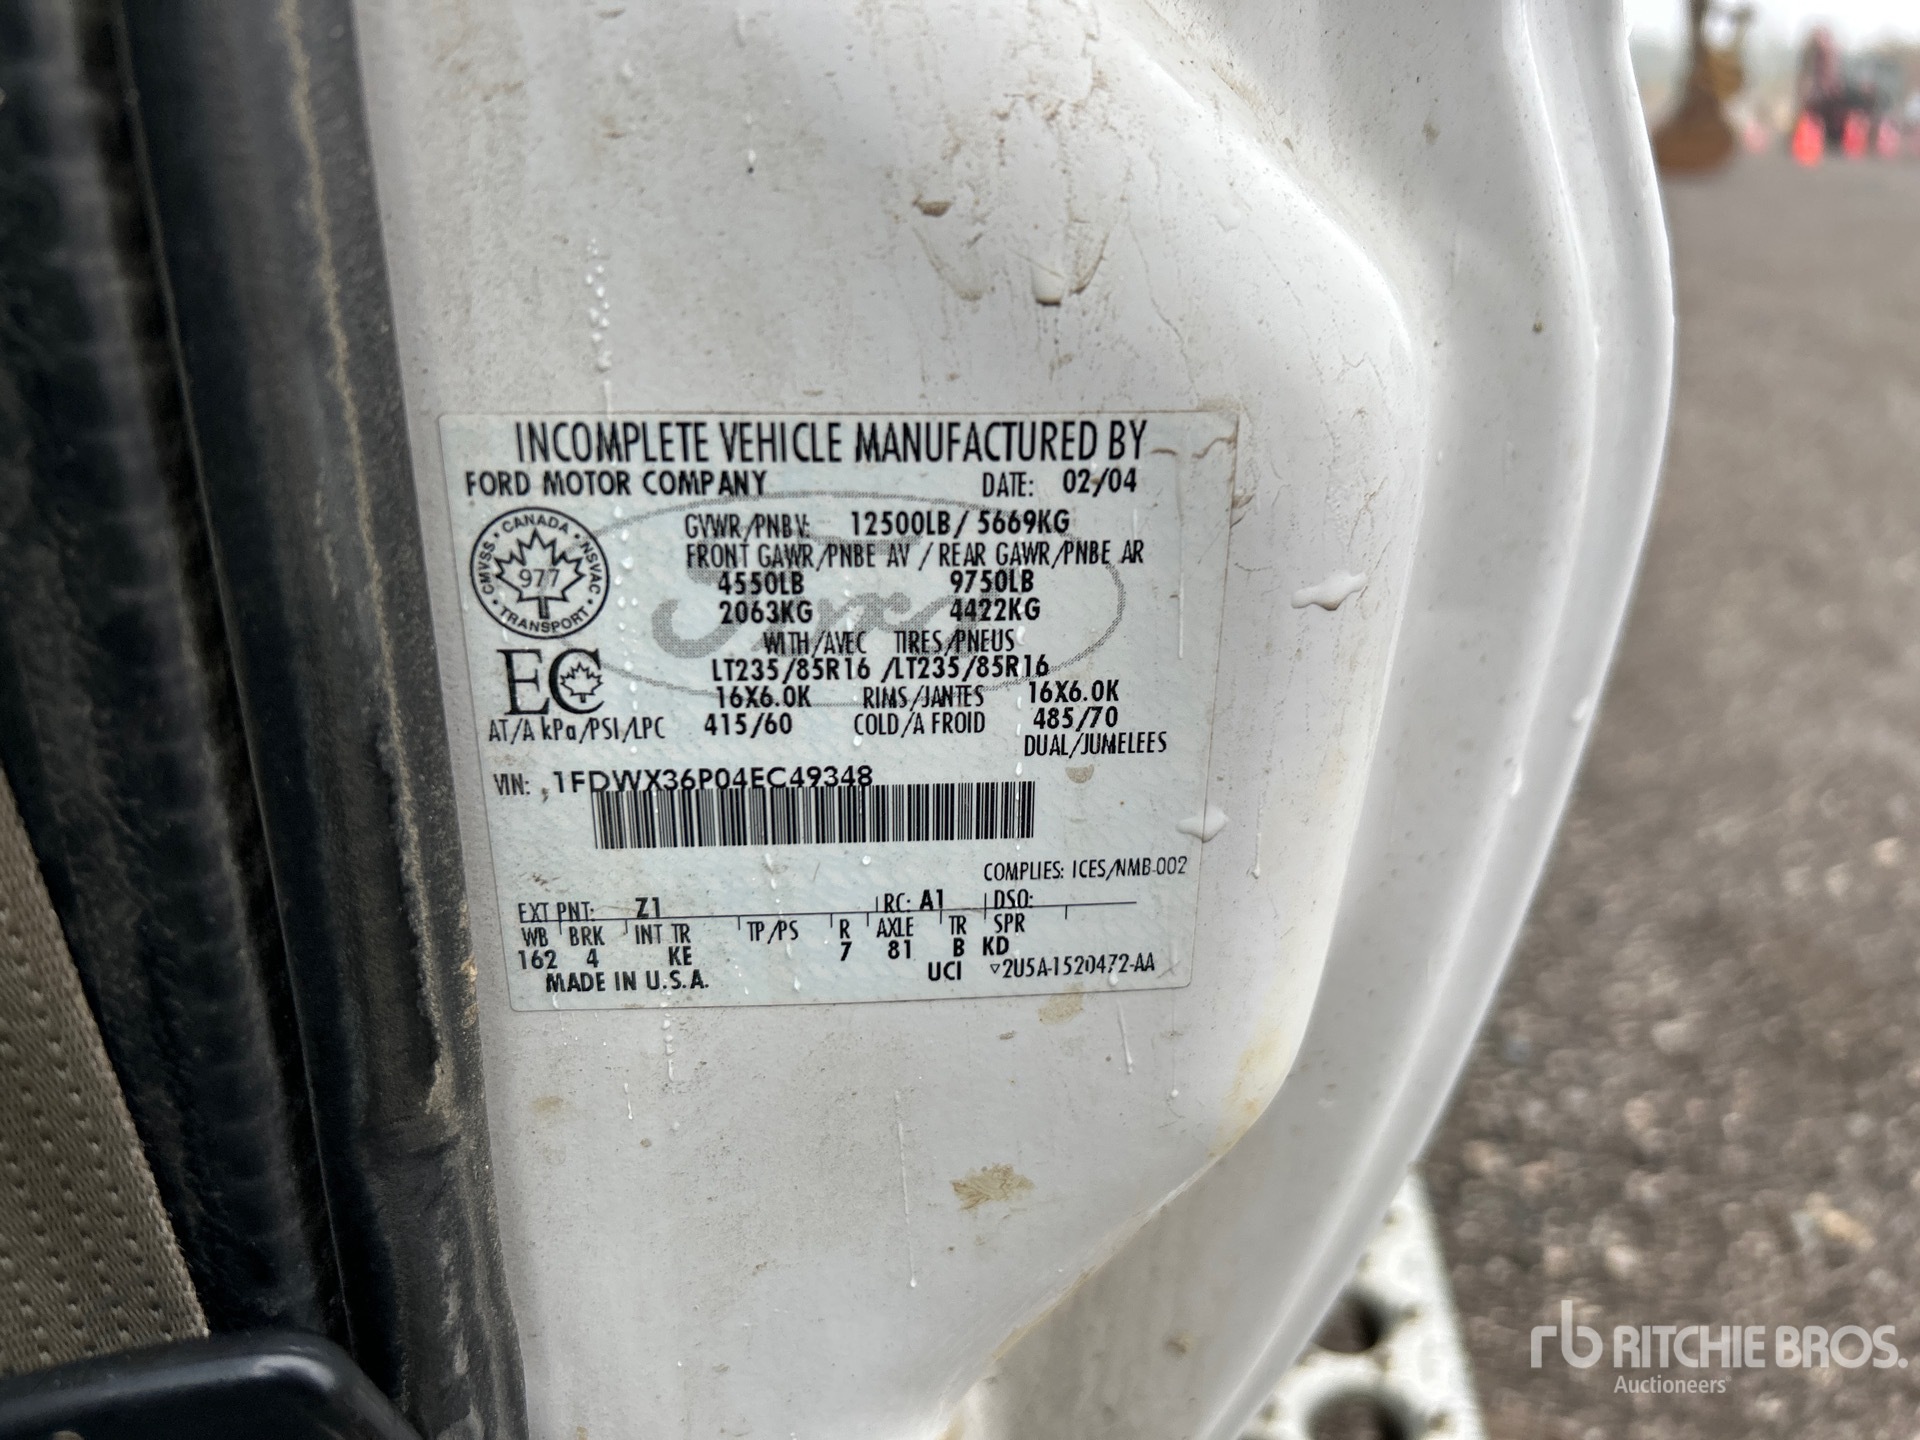 INCOMPLETE VEHICLE MANUFACTURED BY
FORD MOTOR COMPANY DATE: 02/04
GVWR/PNBV: 12500LB/ 5669KG
FRONT GAWR/PNBE AV / REAR GAWR/PNBE AR
4550LB 9750LB
2063KG 4422KG
WITH/AVEC TIRES/PNEUS
LT235/85R16 /LT235/85R16
16X6.0K RIMS/JANTES 16X6.0K
AT/A kPa/PSI/LPC 415/60 COLD/A FROID 485/70
DUAL/JUMELEES
CANADA
CMVSS 977 NSVAC
TRANSPORT
EC
Ford
VIN: 1FDWX36P04EC49348
COMPLIES: ICES/NMB-002
EXT PNT: Z1 RC: A1 DSO:
WB BRK INT TR TP/PS R AXLE TR SPR
162 4 KE 7 81 B KD
MADE IN U.S.A. UCI ▽2U5A-1520472-AA
rb RITCHIE BROS.
Auctioneers